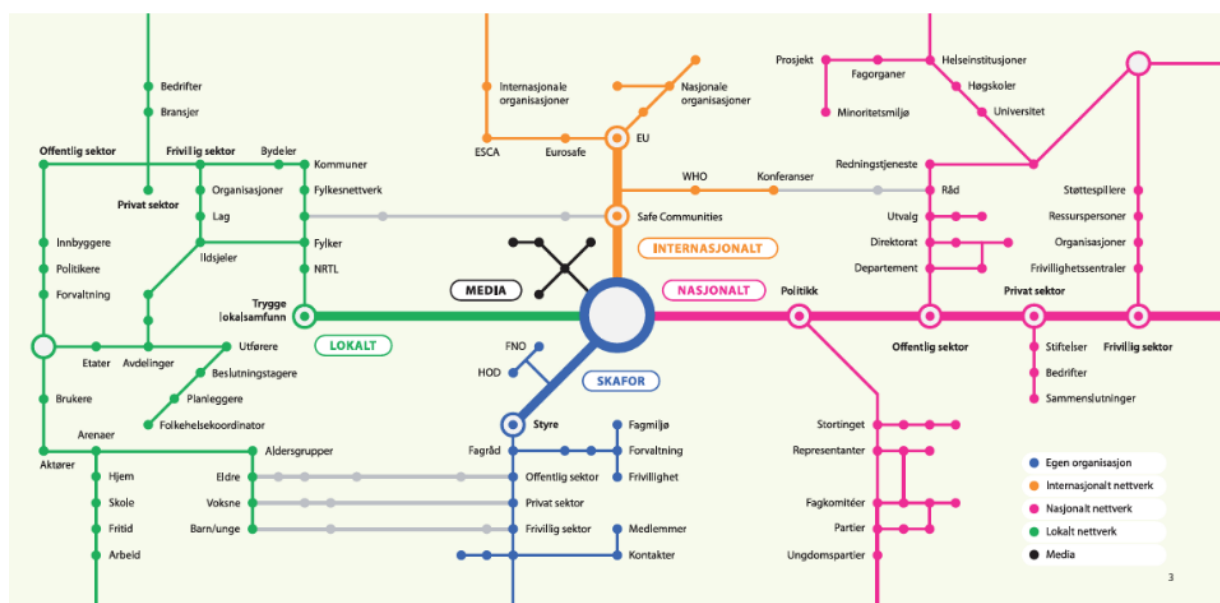 Bedrifter
Bransjer
Offentlig sektor
Frivillig sektor
Bydeler
Kommuner
Organisasjoner
Fylkesnettverk
Privat sektor
Lag
Innbyggere
Ildsjeler
Fylker
Politikere
NRTL
Forvaltning
Trygge
lokalsamfunn
LOKALT
Etater
Avdelinger
Utførere
Beslutningstagere
Brukere
Planleggere
Folkehelsekoordinator
Arenaer
Aktører
Aldersgrupper
Hjem
Eldre
Skole
Voksne
Fritid
Barn/unge
Arbeid
Internasjonale
organisasjoner
Nasjonale
organisasjoner
ESCA
Eurosafe
EU
WHO
Konferanser
Safe Communities
INTERNASJONALT
MEDIA
NASJONALT
FNO
HOD
SKAFOR
Styre
Fagmiljø
Fagråd
Forvaltning
Offentlig sektor
Frivillighet
Privat sektor
Frivillig sektor
Medlemmer
Kontakter
Prosjekt
Fagorganer
Helseinstitusjoner
Høgskoler
Minoritetsmiljø
Universitet
Redningstjeneste
Råd
Støttespillere
Utvalg
Ressurspersoner
Direktorat
Organisasjoner
Departement
Frivillighetssentraler
Politikk
Privat sektor
Offentlig sektor
Stiftelser
Frivillig sektor
Bedrifter
Sammenslutninger
Stortinget
Representanter
Fagkomitéer
Partier
Ungdomspartier
Egen organisasjon
Internasjonalt nettverk
Nasjonalt nettverk
Lokalt nettverk
Media
3